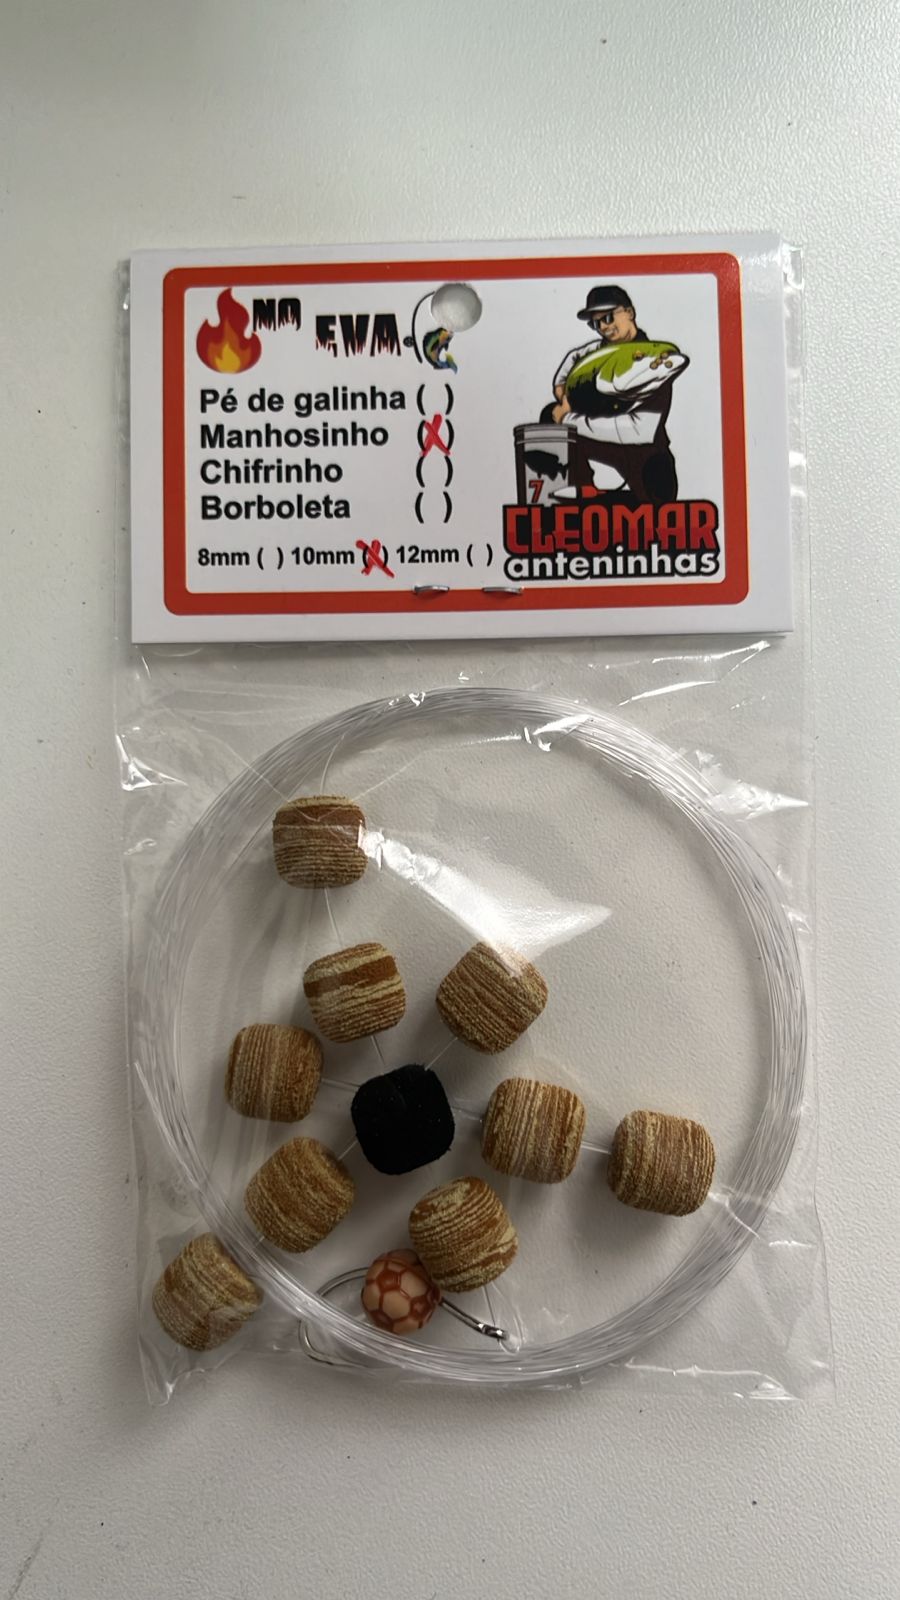 NO EVA
Pé de galinha ( )
Manhosinho (X)
Chifrinho ( )
Borboleta ( )
8mm ( ) 10mm (X) 12mm ( )
7
CLEOMAR
anteninhas